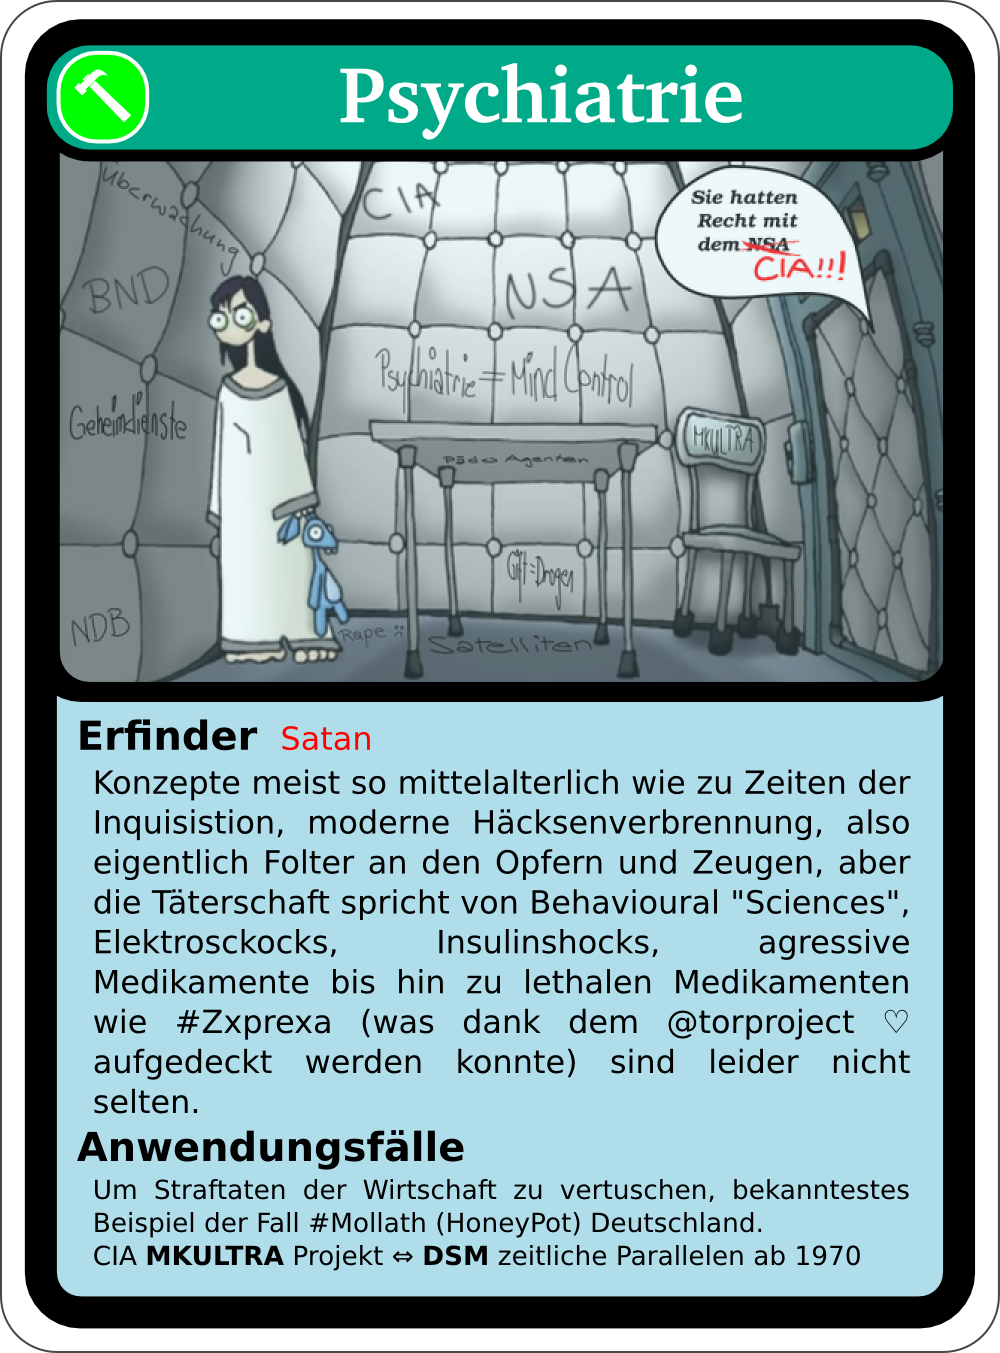 Psychiatrie
Überwachung
CIA
Sie hatten
Recht mit
dem NSA
CIA!!!
BND
NSA
Psychiatrie = Mind Control
Geheimdienste
MKULTRA
Pädo Agenten
Gift=Drogen
NDB
Rape :(
Satelliten
Erfinder Satan
Konzepte meist so mittelalterlich wie zu Zeiten der
Inquisistion, moderne Häcksenverbrennung, also
eigentlich Folter an den Opfern und Zeugen, aber
die Täterschaft spricht von Behavioural "Sciences",
Elektrosckocks, Insulinshocks, agressive
Medikamente bis hin zu lethalen Medikamenten
wie #Zxprexa (was dank dem @torproject ♡
aufgedeckt werden konnte) sind leider nicht
selten.
Anwendungsfälle
Um Straftaten der Wirtschaft zu vertuschen, bekanntestes
Beispiel der Fall #Mollath (HoneyPot) Deutschland.
CIA MKULTRA Projekt ⇔ DSM zeitliche Parallelen ab 1970